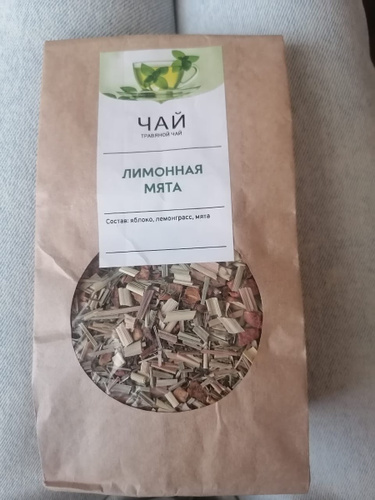 ЧАЙ
ТРАВЯНОЙ ЧАЙ
ЛИМОННАЯ
МЯТА
Состав: яблоко, лемонграсс, мята